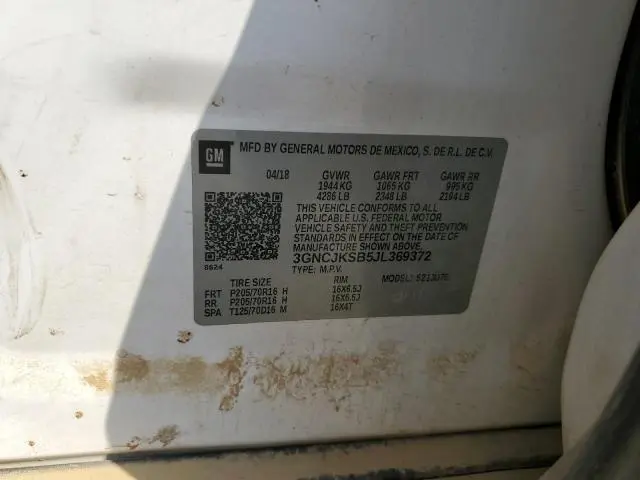 GM MFD BY GENERAL MOTORS DE MEXICO, S. DE R.L. DE C.V.
04/18 GVWR GAWR FRT GAWR RR
1944 KG 1065 KG 995 KG
4286 LB 2348 LB 2194 LB
THIS VEHICLE CONFORMS TO ALL
APPLICABLE U.S. FEDERAL MOTOR
VEHICLE SAFETY AND THEFT PREVENTION
STANDARDS IN EFFECT ON THE DATE OF
MANUFACTURE SHOWN ABOVE.
3GNCJKSB5JL369372
8624 TYPE: M.P.V.
TIRE SIZE RIM MODEL:
FRT P205/70R16 H 16X6.5J
RR P205/70R16 H 16X6.5J
SPA T125/70D16 M 16X4T